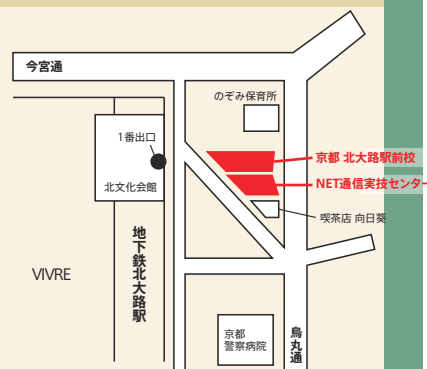 今宮通
のぞみ保育所
1番出口
京都 北大路駅前校
NET通信実技センター
北文化会館
喫茶店 向日葵
地下鉄北大路駅
VIVRE
京都
警察病院
烏丸通